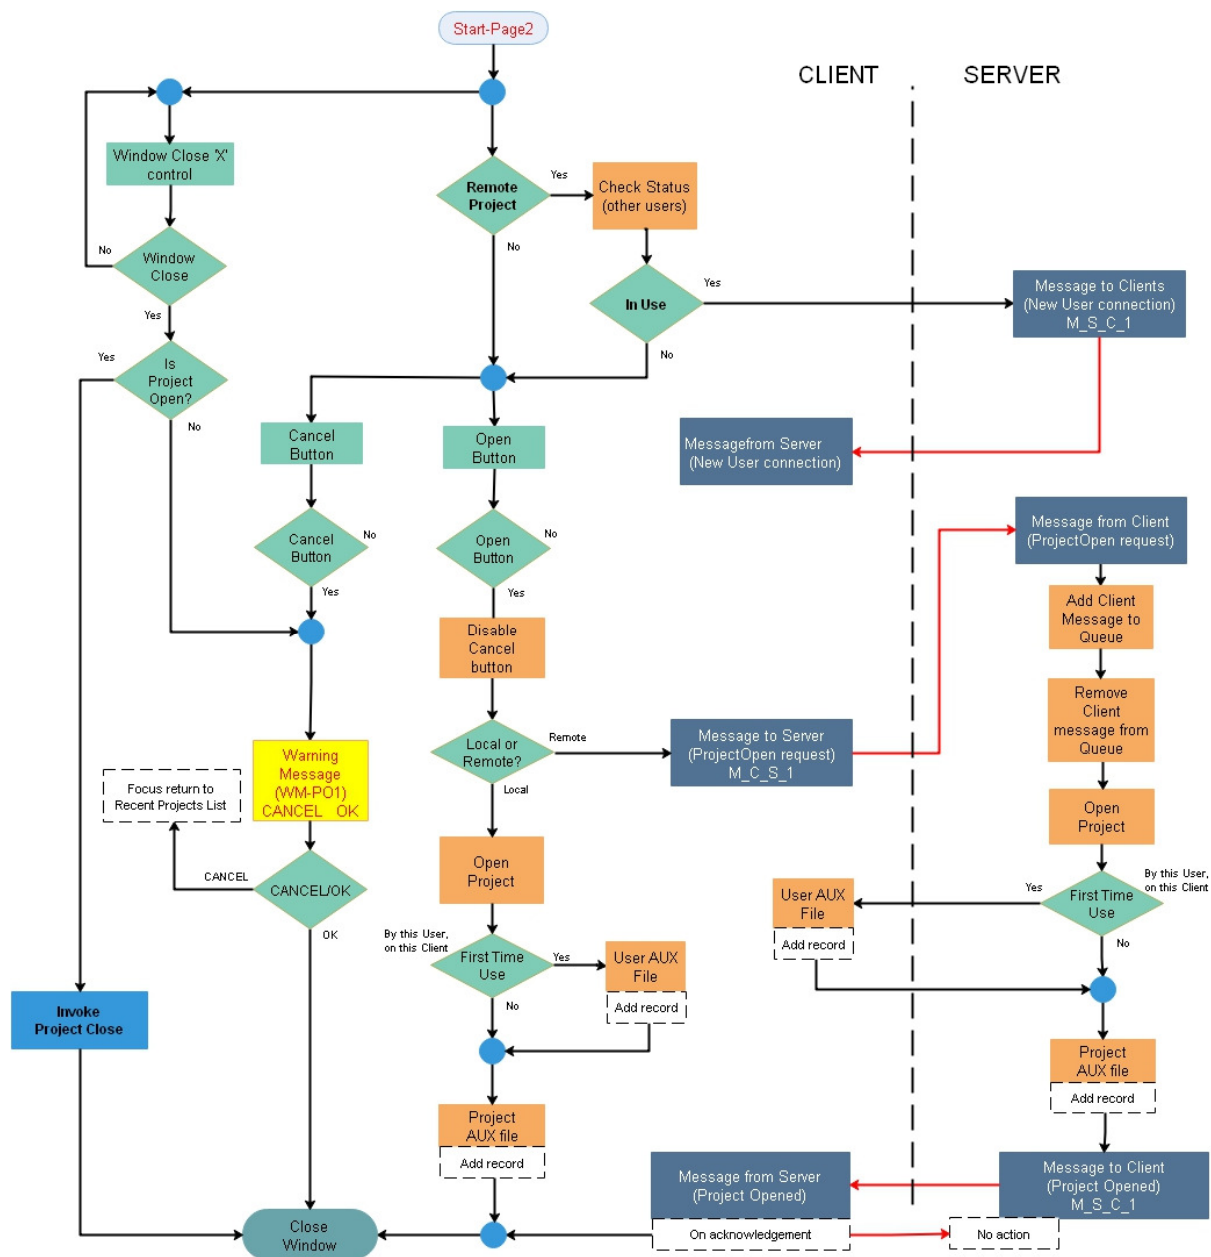 Start-Page2
CLIENT
SERVER
Window Close 'X'
control
Remote
Project
Yes
Check Status
(other users)
No
Window
Close
No
Yes
In Use
Yes
Message to Clients
(New User connection)
M_S_C_1
No
Yes
Is
Project
Open?
No
Cancel
Button
Open
Button
Messagefrom Server
(New User connection)
Cancel
Button
No
Yes
Open
Button
No
Yes
Message from Client
(ProjectOpen request)
Add Client
Message to
Queue
Disable
Cancel
button
Remove
Client
message from
Queue
Local or
Remote?
Remote
Local
Message to Server
(ProjectOpen request)
M_C_S_1
Warning
Message
(WM-PO1)
CANCEL OK
Focus return to
Recent Projects List
Open
Project
Open
Project
CANCEL
CANCEL/OK
OK
By this User,
on this Client
First Time
Use
Yes
No
User AUX
File
Add record
User AUX
File
Add record
Yes
First Time
Use
By this User,
on this Client
No
Invoke
Project Close
Project
AUX file
Add record
Project
AUX file
Add record
Message from Server
(Project Opened)
On acknowledgement
Message to Client
(Project Opened)
M_S_C_1
No action
Close
Window